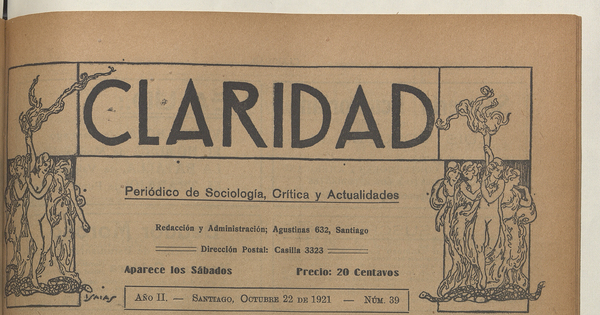 CLARIDAD
Periódico de Sociología, Crítica y Actualidades
Redacción y Administración; Agustinas 632, Santiago
Dirección Postal: Casilla 3323
Aparece los Sábados Precio: 20 Centavos
ISAIAS
AÑO II. — SANTIAGO, OCTUBRE 22 DE 1921 — NÚM. 39